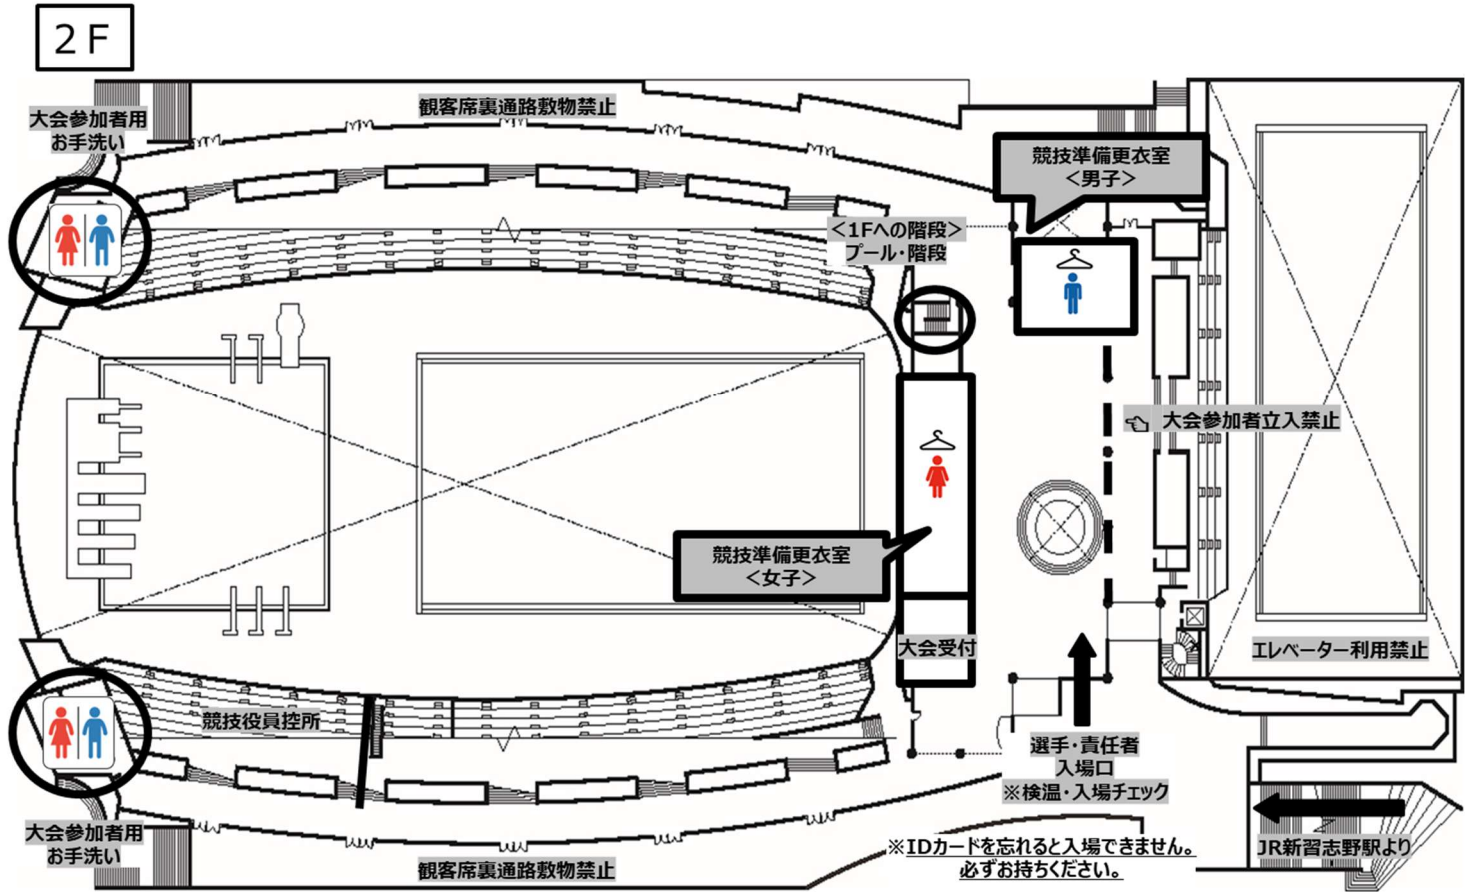 2F
大会参加者用
お手洗い
観客席裏通路敷物禁止
競技準備更衣室
<男子>
<1Fへの階段>
プール・階段
大会参加者立入禁止
競技準備更衣室
<女子>
大会受付
エレベーター利用禁止
競技役員控所
選手・責任者
入場口
※検温・入場チェック
大会参加者用
お手洗い
観客席裏通路敷物禁止
※IDカードを忘れると入場できません。
必ずお持ちください。
JR新習志野駅より